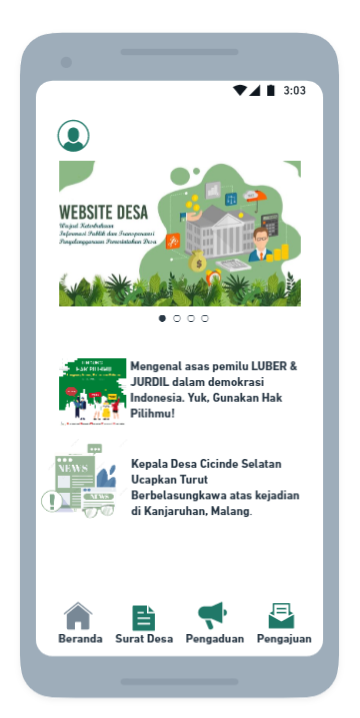 3:03
WEBSITE DESA
Wujud Keterbukaan
Informasi Publik dan Transparansi
Penyelenggaraan Pemerintahan Desa
Mengenal asas pemilu LUBER &
JURDIL dalam demokrasi
Indonesia. Yuk, Gunakan Hak
Pilihmu!
NEWS
NEWS
Kepala Desa Cicinde Selatan
Ucapkan Turut
Berbelasungkawa atas kejadian
di Kanjaruhan, Malang.
Beranda
Surat Desa
Pengaduan
Pengajuan